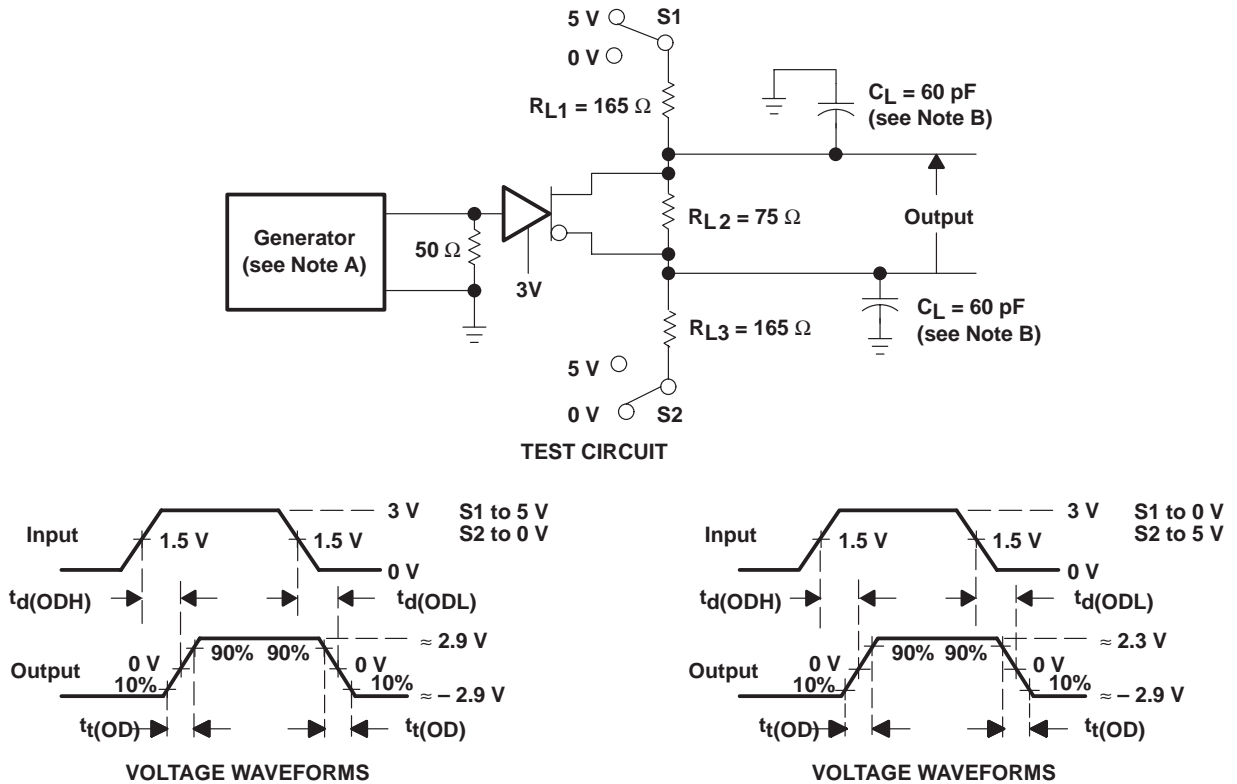 5 V
S1
0 V
RL1 = 165 Ω
CL = 60 pF
(see Note B)
Generator
(see Note A)
50 Ω
3V
RL2 = 75 Ω
Output
CL = 60 pF
(see Note B)
RL3 = 165 Ω
5 V
0 V
S2
TEST CIRCUIT
3 V
S1 to 5 V
S2 to 0 V
Input
1.5 V
1.5 V
0 V
td(ODH)
td(ODL)
≈ 2.9 V
Output
0 V
90%
90%
0 V
10%
10%
≈ – 2.9 V
tt(OD)
tt(OD)
VOLTAGE WAVEFORMS
3 V
S1 to 0 V
S2 to 5 V
Input
1.5 V
1.5 V
0 V
td(ODH)
td(ODL)
≈ 2.3 V
Output
0 V
90%
90%
0 V
10%
10%
≈ – 2.9 V
tt(OD)
tt(OD)
VOLTAGE WAVEFORMS